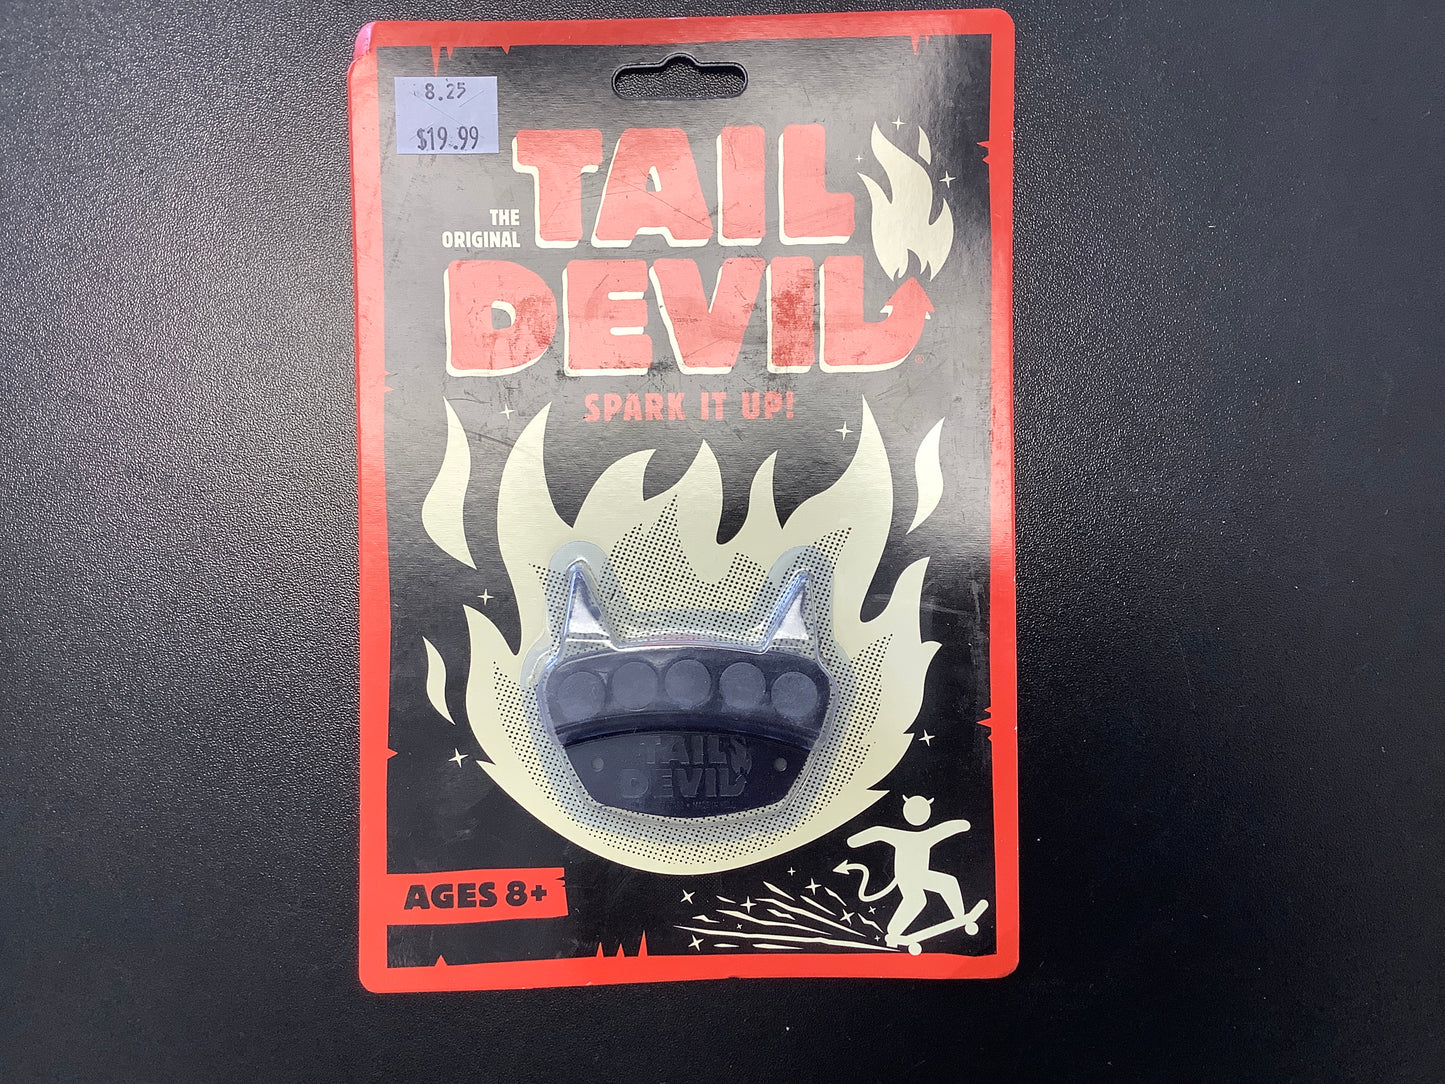 8.25
$19.99
THE
ORIGINAL
TAIL
DEVIL®
SPARK IT UP!
TAIL
DEVIL
AGES 8+